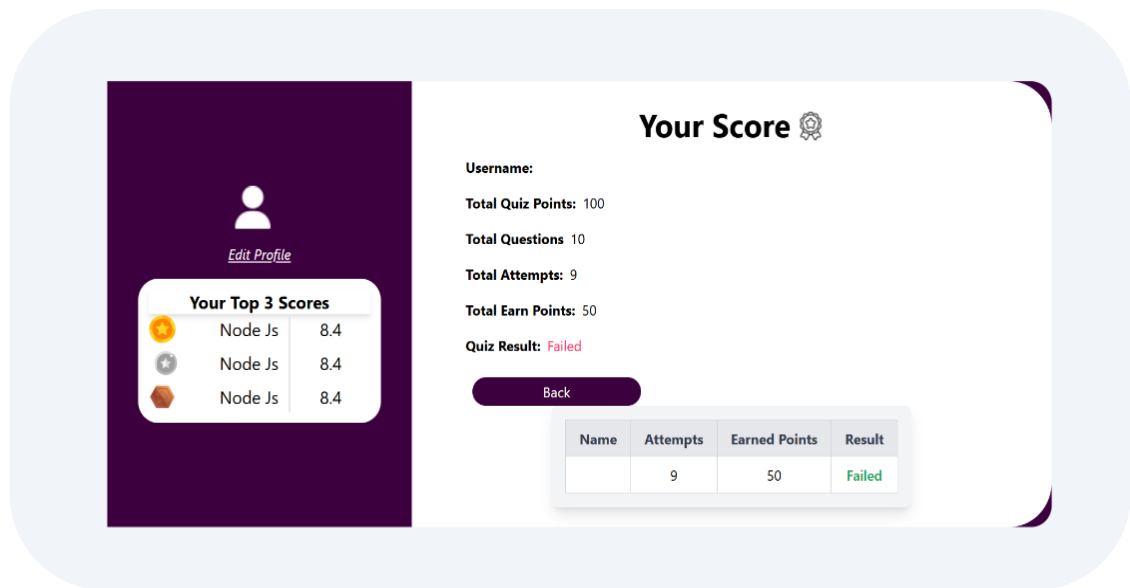 Edit Profile
Your Top 3 Scores
Node Js 8.4
Node Js 8.4
Node Js 8.4
Your Score
Username:
Total Quiz Points: 100
Total Questions 10
Total Attempts: 9
Total Earn Points: 50
Quiz Result: Failed
Back
Name Attempts Earned Points Result
9 50 Failed